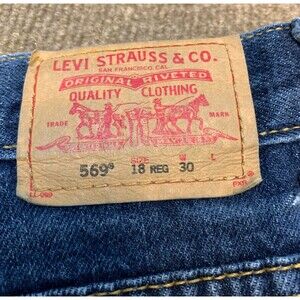 LEVI STRAUSS & CO.
SAN FRANCISCO, CAL.
ORIGINAL RIVETED
QUALITY CLOTHING
TRADE MARK
569® SIZE 18 REG W 30 L